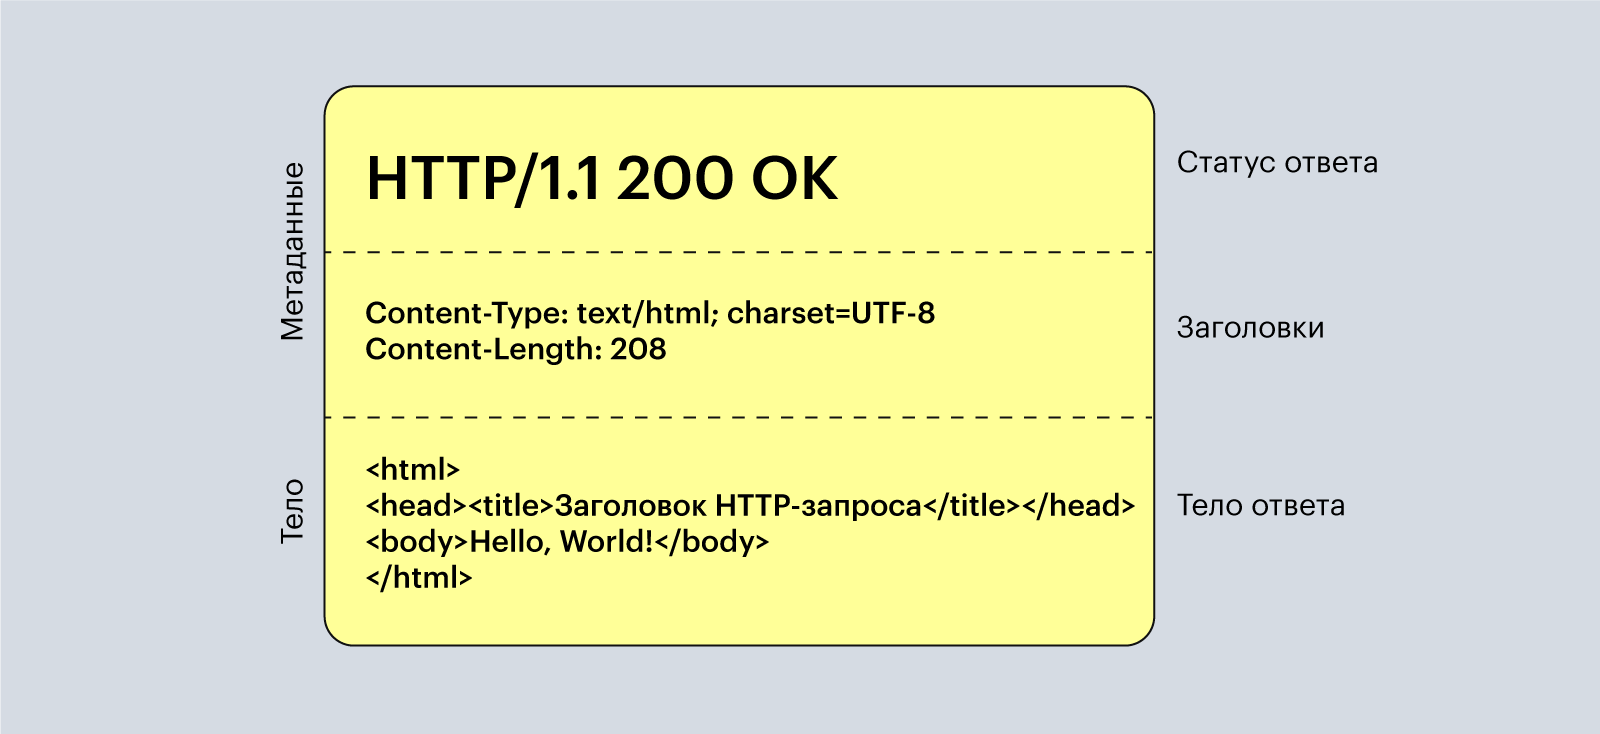 Метаданные
HTTP/1.1 200 OK
Статус ответа
Content-Type: text/html; charset=UTF-8
Content-Length: 208
Заголовки
Тело
<html>
<head><title>Заголовок HTTP-запроса</title></head>
<body>Hello, World!</body>
</html>
Тело ответа